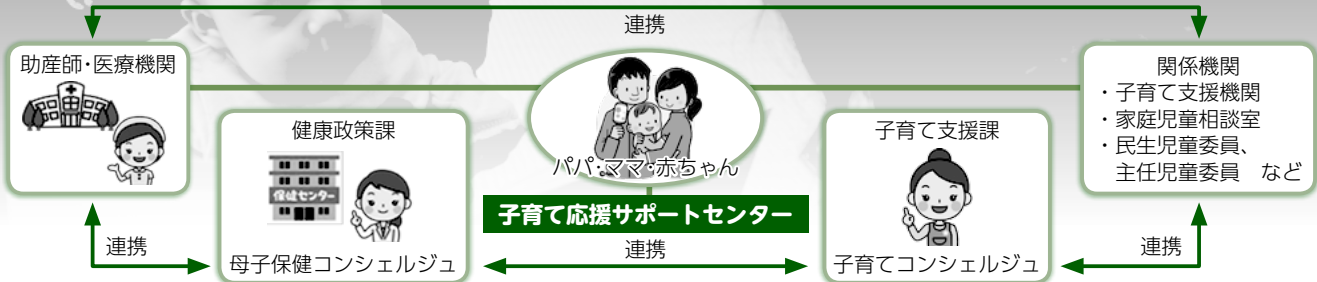 連携
助産師・医療機関
健康政策課
保健センター
母子保健コンシェルジュ
連携
パパ・ママ・赤ちゃん
子育て応援サポートセンター
連携
子育て支援課
子育てコンシェルジュ
関係機関
・子育て支援機関
・家庭児童相談室
・民生児童委員、
主任児童委員 など
連携